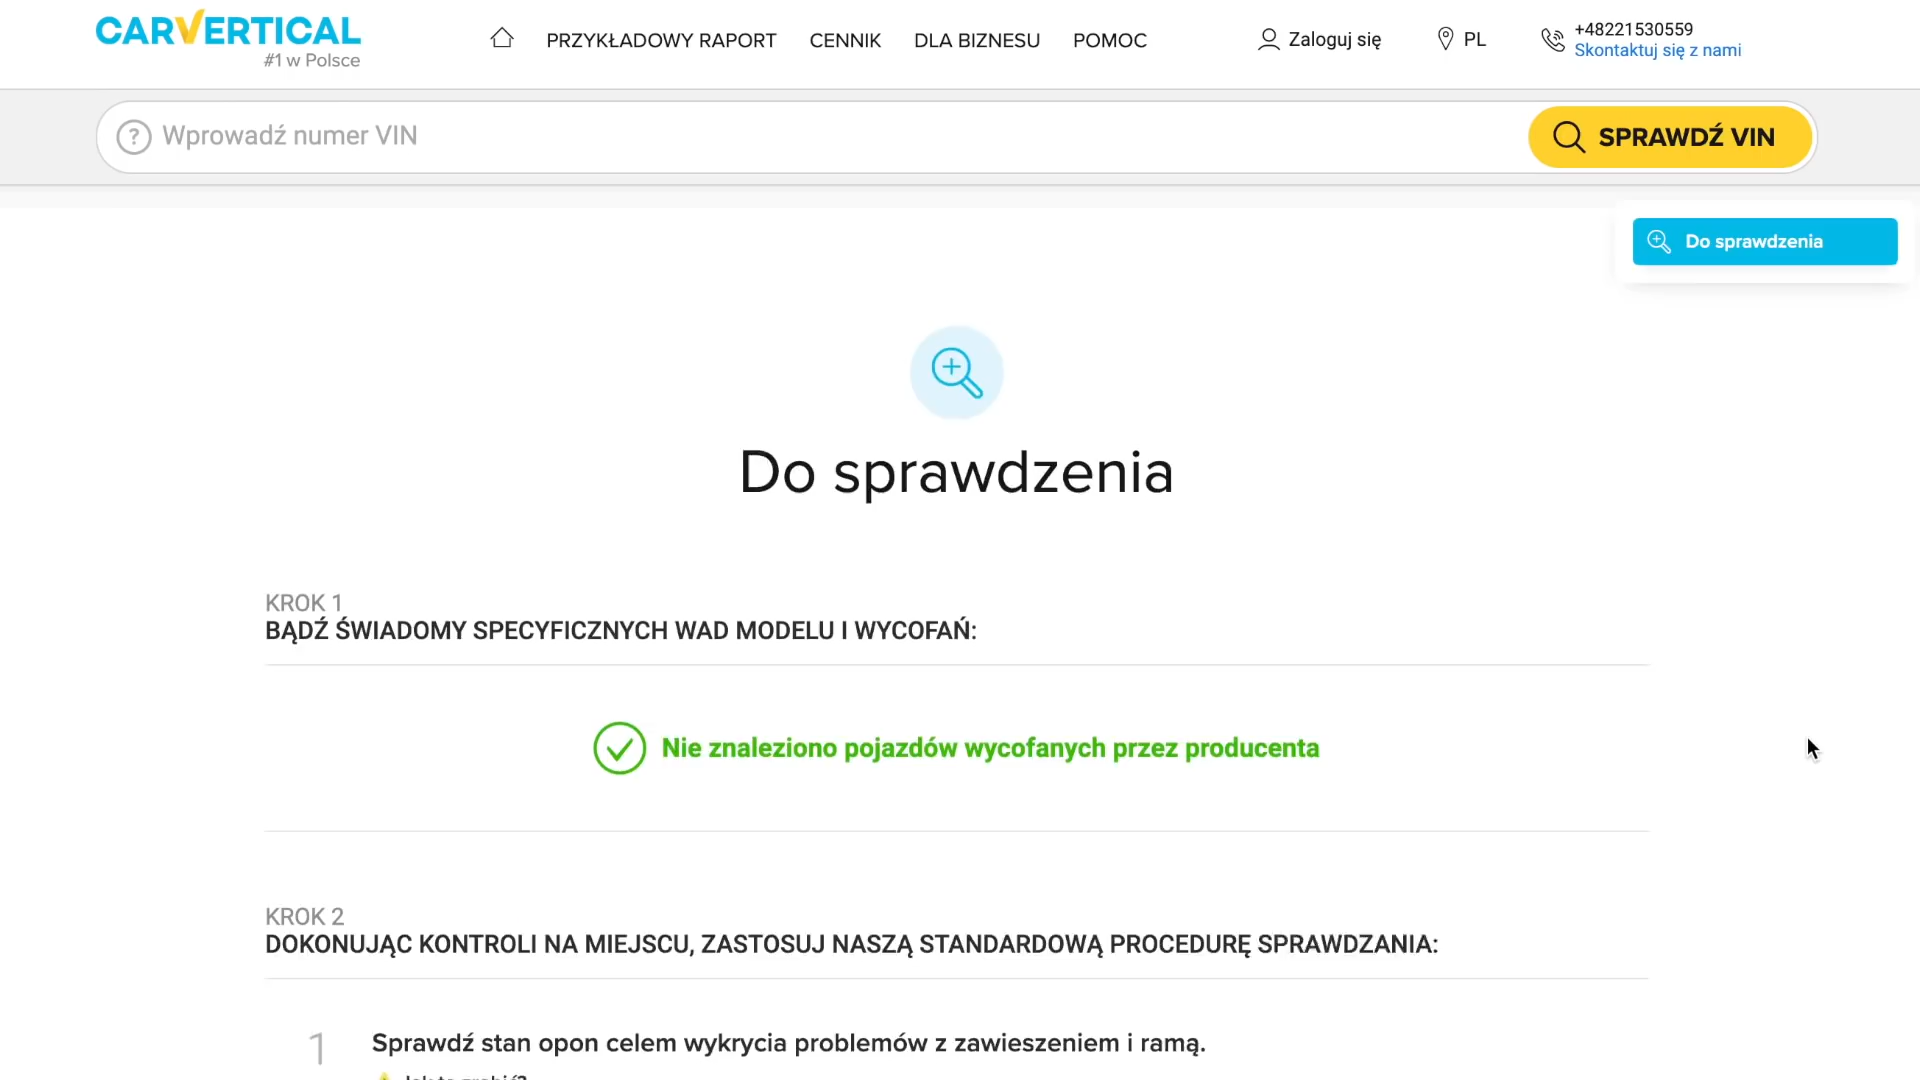 CARVERTICAL
#1 w Polsce
PRZYKŁADOWY RAPORT
CENNIK
DLA BIZNESU
POMOC
Zaloguj się
PL
+48221530559
Skontaktuj się z nami
? Wprowadź numer VIN
SPRAWDŹ VIN
Do sprawdzenia
Do sprawdzenia
KROK 1
BĄDŹ ŚWIADOMY SPECYFICZNYCH WAD MODELU I WYCOFAŃ:
Nie znaleziono pojazdów wycofanych przez producenta
KROK 2
DOKONUJĄC KONTROLI NA MIEJSCU, ZASTOSUJ NASZĄ STANDARDOWĄ PROCEDURĘ SPRAWDZANIA:
1
Sprawdź stan opon celem wykrycia problemów z zawieszeniem i ramą.
Jak to zrobić?